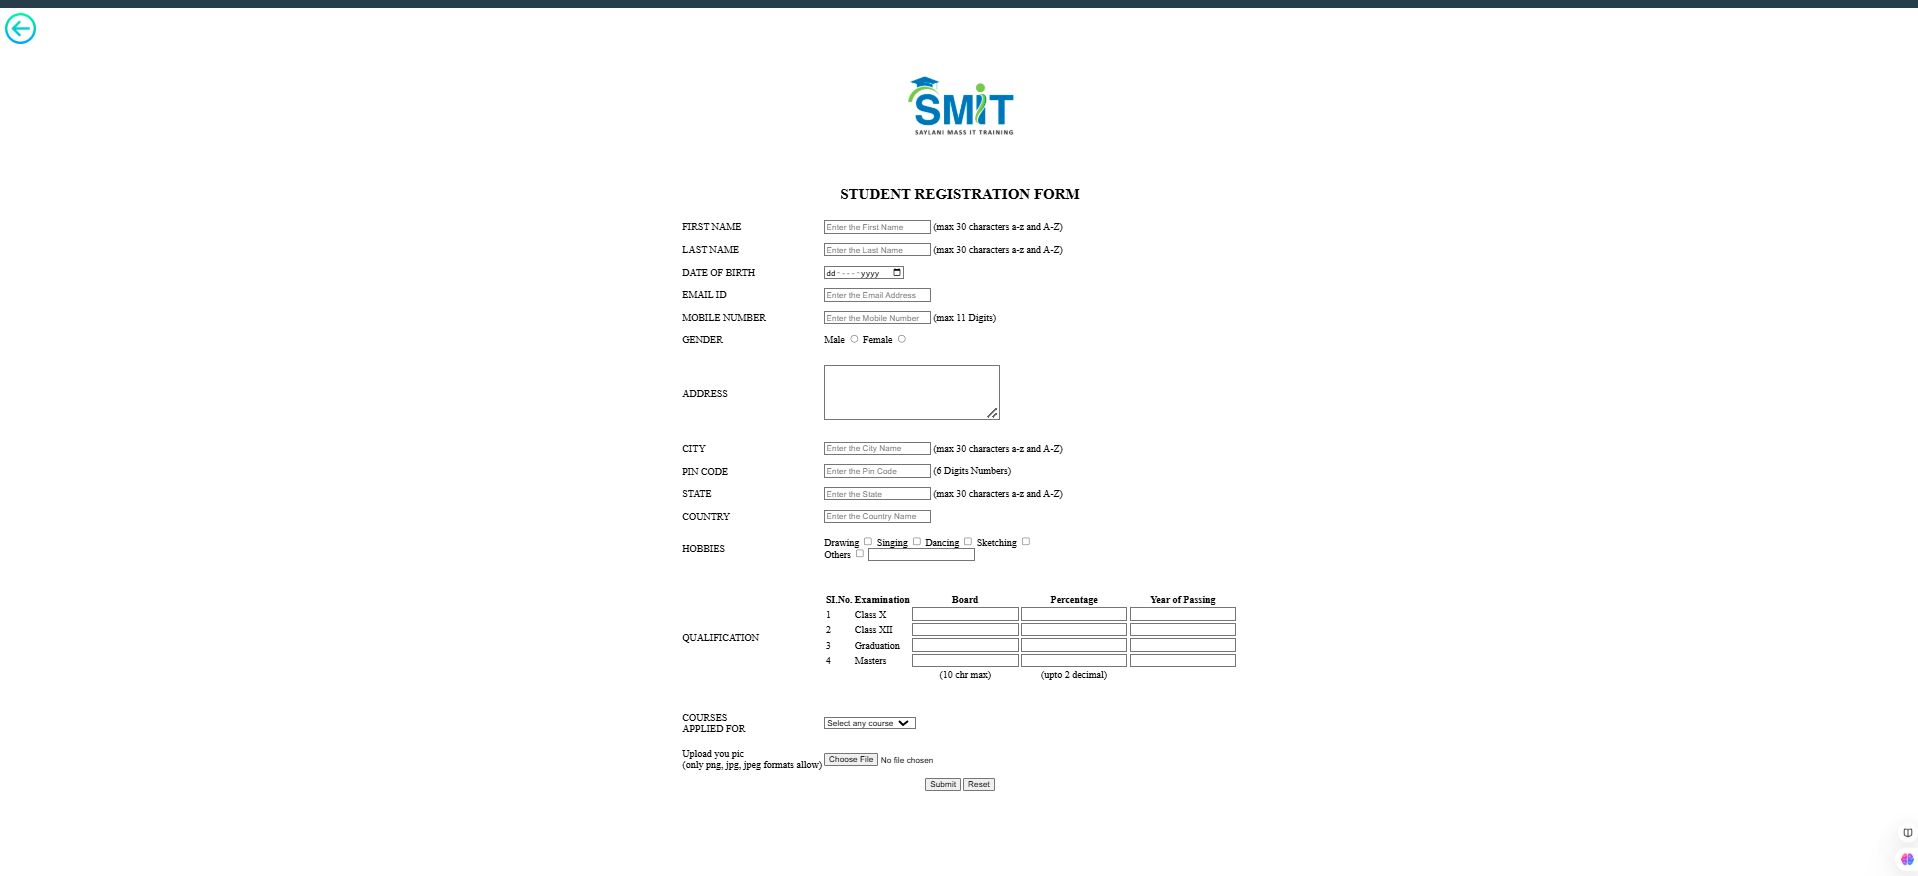 SMIT
SAYLANI MASS IT TRAINING
STUDENT REGISTRATION FORM
FIRST NAME Enter the First Name (max 30 characters a-z and A-Z)
LAST NAME Enter the Last Name (max 30 characters a-z and A-Z)
DATE OF BIRTH dd----yyyy
EMAIL ID Enter the Email Address
MOBILE NUMBER Enter the Mobile Number (max 11 Digits)
GENDER Male Female
ADDRESS
CITY Enter the City Name (max 30 characters a-z and A-Z)
PIN CODE Enter the Pin Code (6 Digits Numbers)
STATE Enter the State (max 30 characters a-z and A-Z)
COUNTRY Enter the Country Name
HOBBIES Drawing Singing Dancing Sketching
Others
QUALIFICATION
SI.No. Examination Board Percentage Year of Passing
1 Class X
2 Class XII
3 Graduation
4 Masters
(10 chr max) (upto 2 decimal)
COURSES
APPLIED FOR Select any course
Upload you pic
(only png, jpg, jpeg formats allow) Choose File No file chosen
Submit Reset